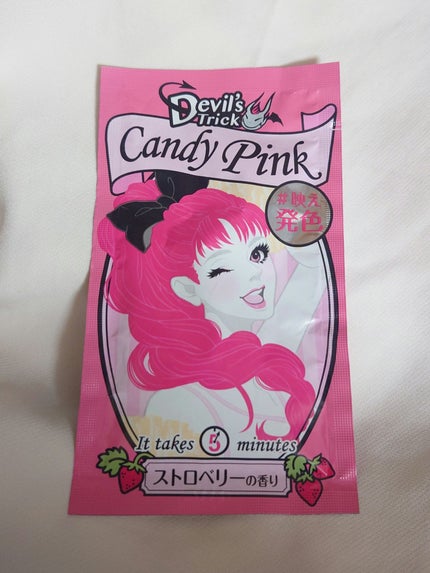 Devil's
Trick
Candy Pink
#映え
発色
It takes 5 minutes
ストロベリーの香り